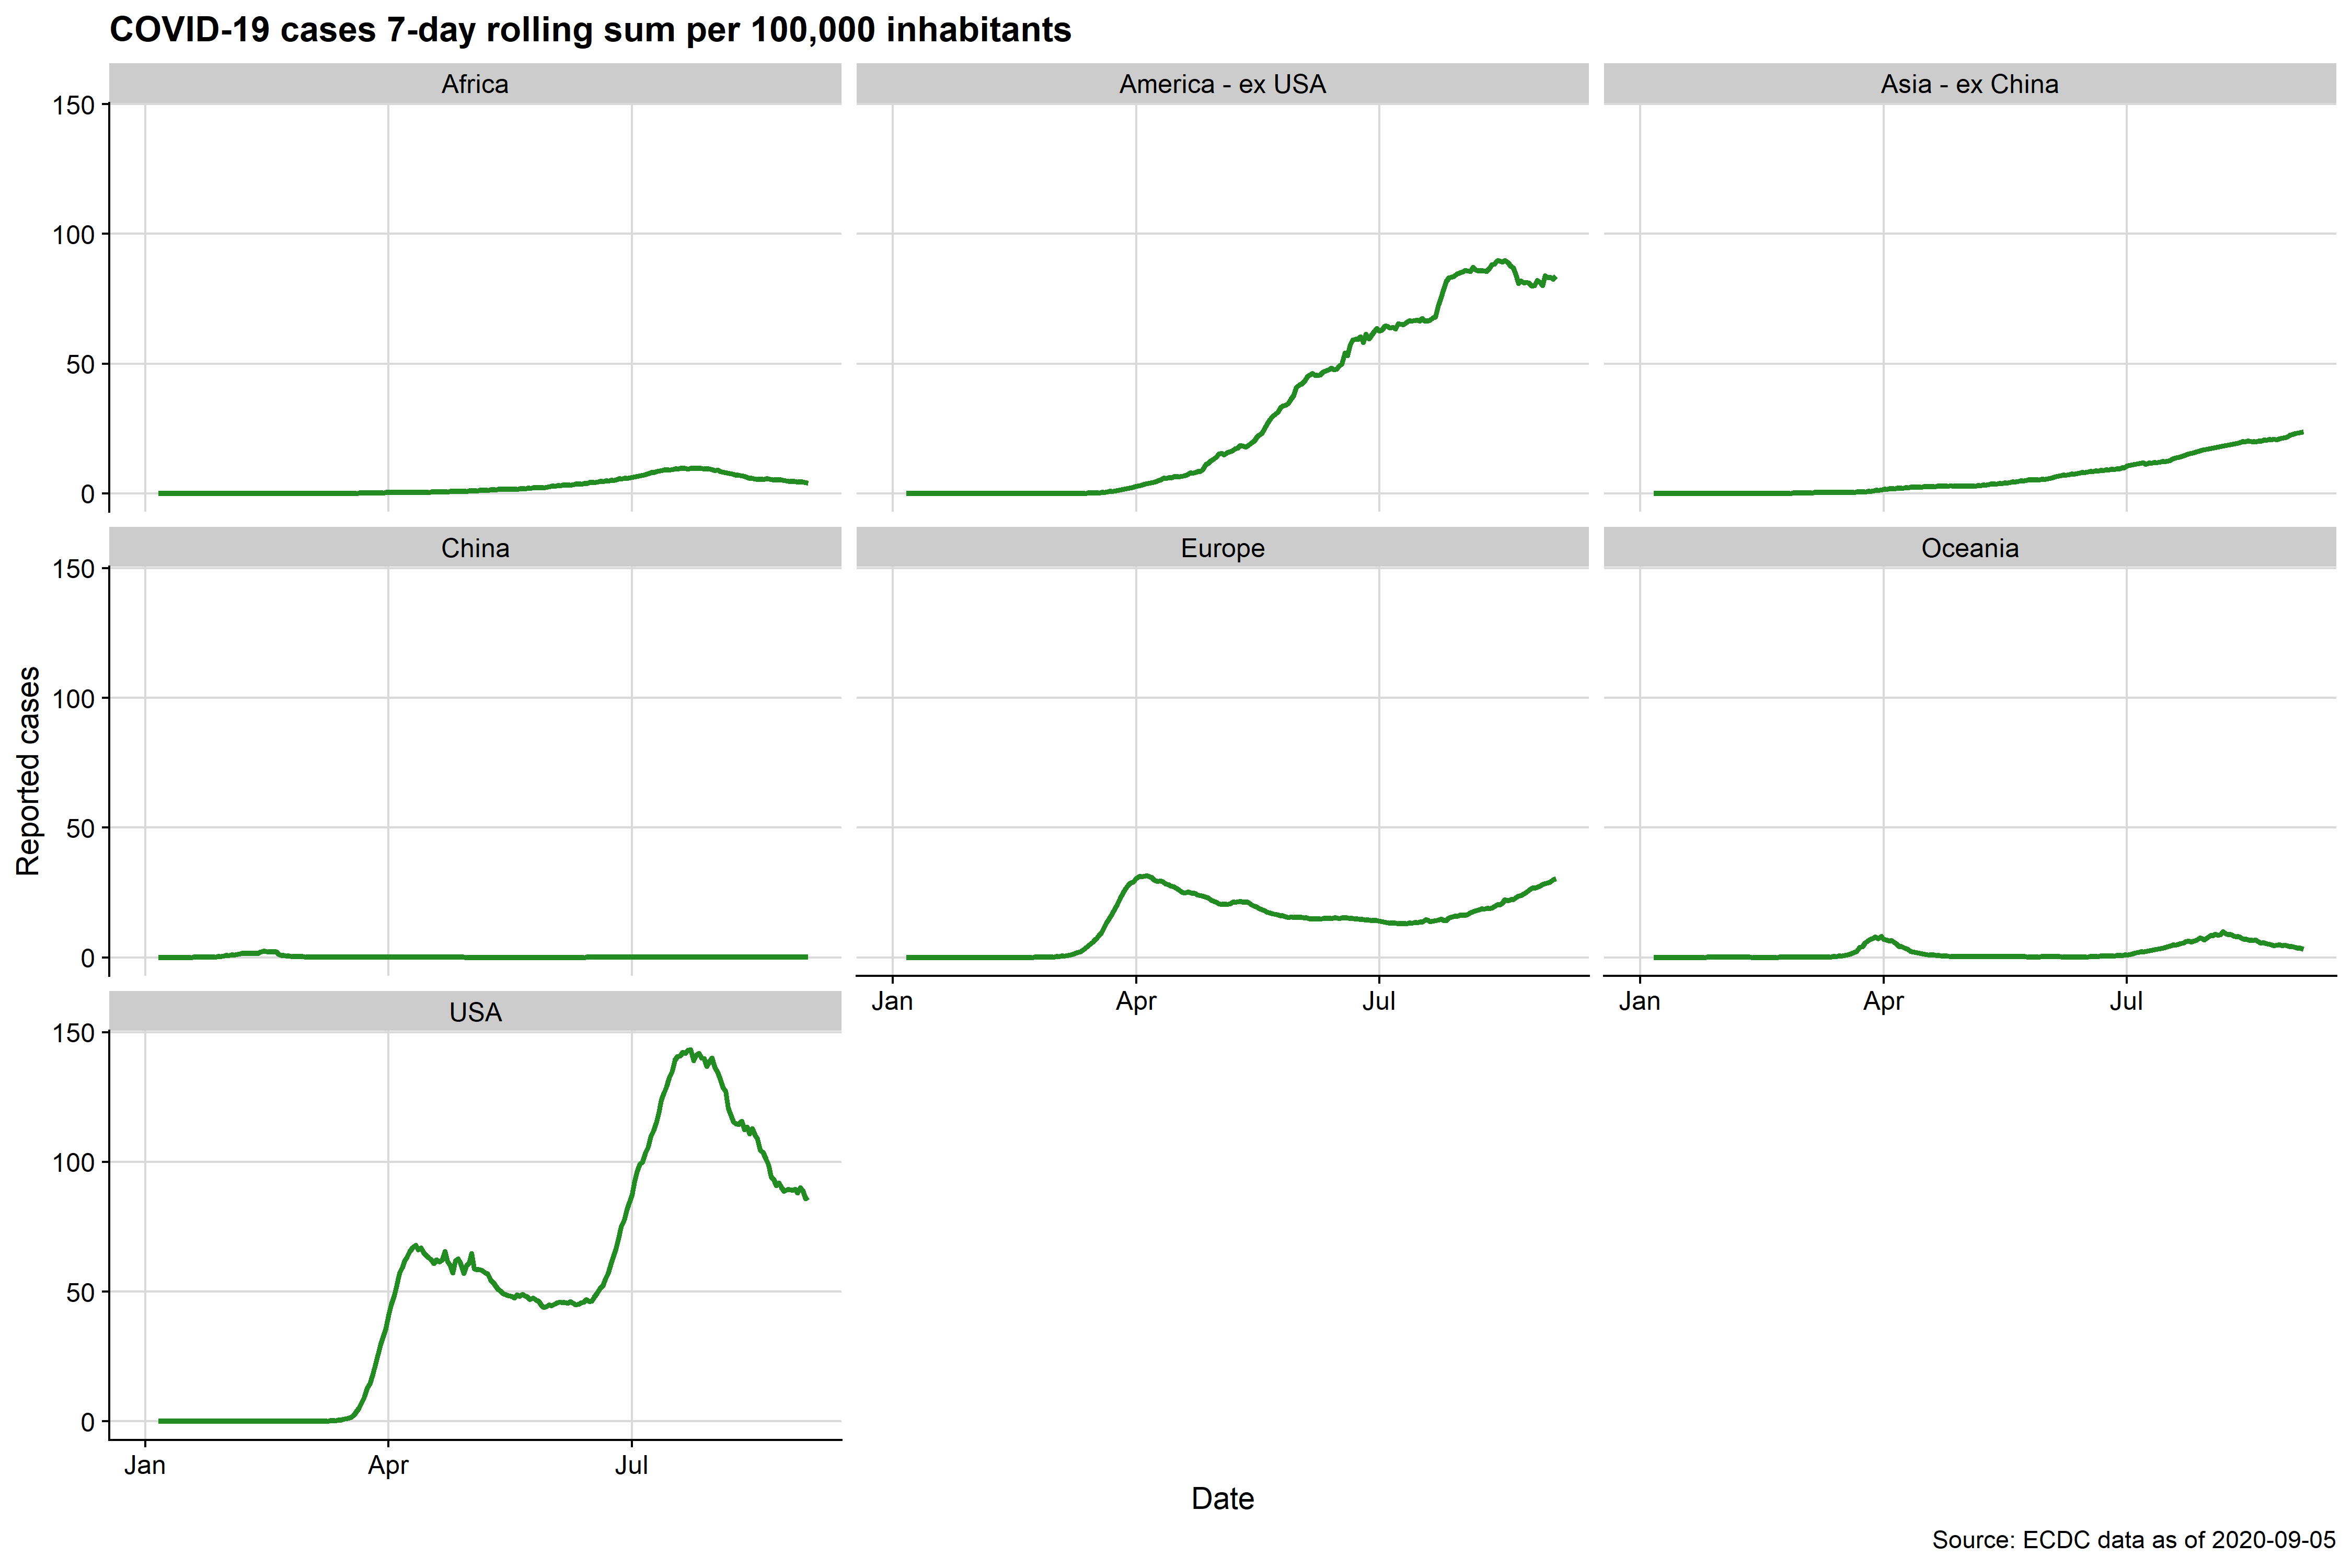 COVID-19 cases 7-day rolling sum per 100,000 inhabitants
Africa
America - ex USA
Asia - ex China
150
100
50
0
China
Europe
Oceania
150
100
50
0
Reported cases
Jan
Apr
Jul
Jan
Apr
Jul
USA
150
100
50
0
Jan
Apr
Jul
Date
Source: ECDC data as of 2020-09-05